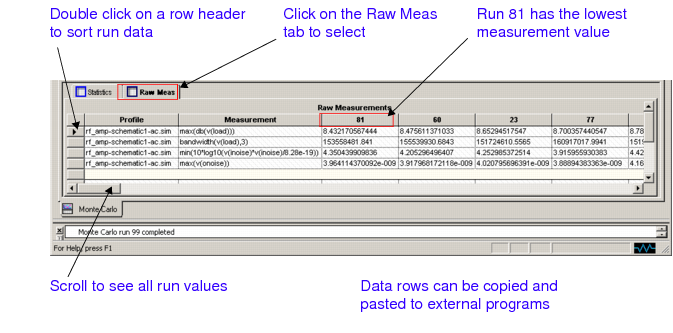 Double click on a row header
to sort run data
Click on the Raw Meas
tab to select
Run 81 has the lowest
measurement value
Statistics
Raw Meas
Raw Measurements
Profile Measurement 81 60 23 77
rf_amp-schematic1-ac.sim max(db(v(load))) 8.432170567444 8.475611371033 8.65294517547 8.700357440547 8.78
rf_amp-schematic1-ac.sim bandwidth(v(load),3) 153558481.841 155539930.6843 151724610.5565 160917017.9941 1519
rf_amp-schematic1-ac.sim min(10*log10(v(inoise)*v(inoise)/8.28e-19)) 4.350439909836 4.205296496407 4.252985372514 3.915955930383 4.42
rf_amp-schematic1-ac.sim max(v(onoise)) 3.964114370092e-009 3.917968172118e-009 4.020795696391e-009 3.88894383363e-009 4.16
Monte Carlo
Monte Carlo run 99 completed
For Help, press F1
Scroll to see all run values
Data rows can be copied and
pasted to external programs